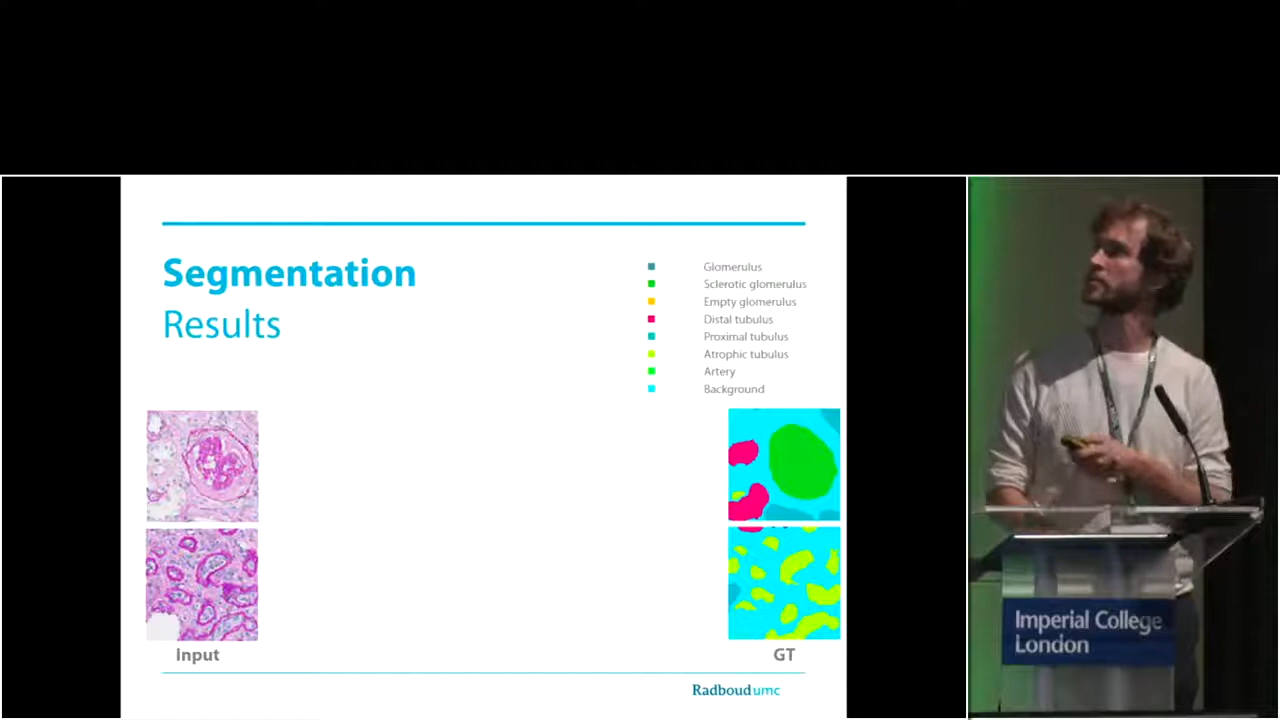 Segmentation
Results
Glomerulus
Sclerotic glomerulus
Empty glomerulus
Distal tubulus
Proximal tubulus
Atrophic tubulus
Artery
Background
Input
GT
Radboudumc
Imperial College
London